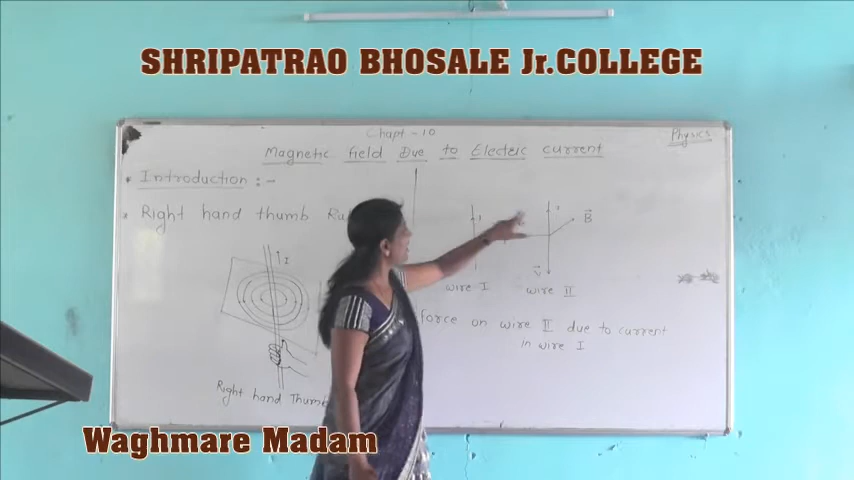 SHRIPATRAO BHOSALE Jr.COLLEGE
Chapt - 10
Physics
Magnetic field Due to Electric current
Introduction :-
Right hand thumb Ru
I
B
V
wire I
wire II
force on wire II due to current
in wire I
Right hand Thumb
Waghmare Madam